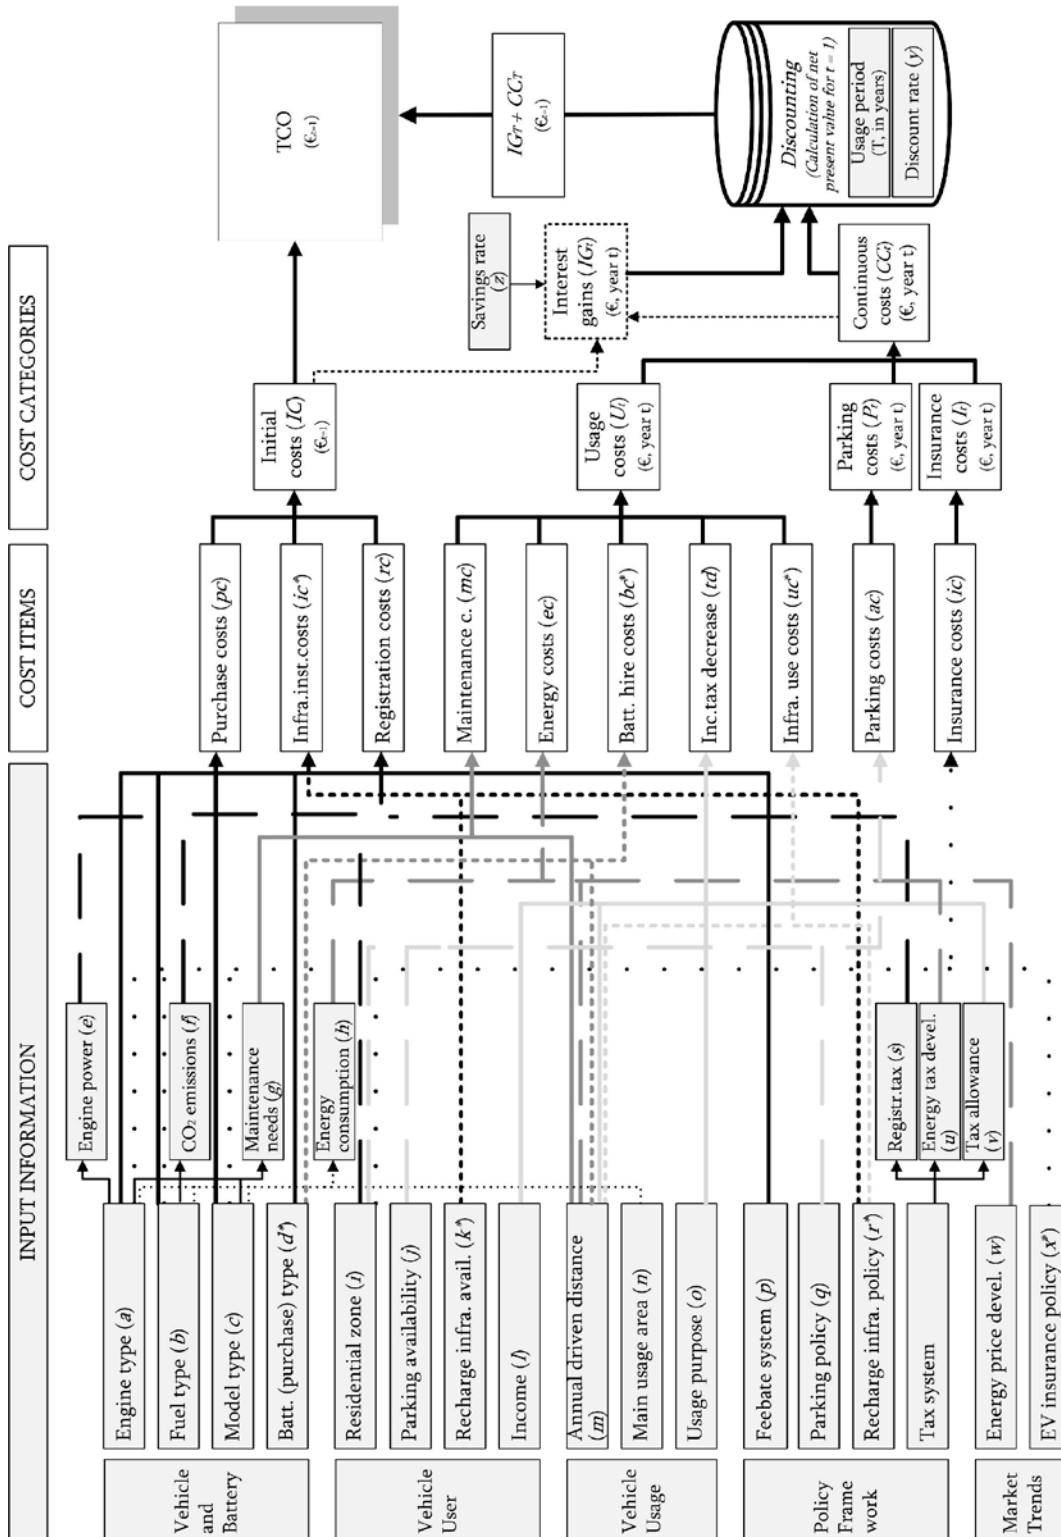 INPUT INFORMATION
COST ITEMS
COST CATEGORIES
Vehicle
and
Battery
Engine type (a)
Fuel type (b)
Model type (c)
Batt. (purchase) type (d*)
Engine power (e)
CO2 emissions (f)
Maintenance
needs (g)
Energy
consumption (h)
Vehicle
User
Residential zone (i)
Parking availability (j)
Recharge infra. avail. (k*)
Income (l)
Vehicle
Usage
Annual driven distance
(m)
Main usage area (n)
Usage purpose (o)
Policy
Frame
work
Feebate system (p)
Parking policy (q)
Recharge infra. policy (r*)
Tax system
Registr.tax (s)
Energy tax devel.
(u)
Tax allowance
(v)
Market
Trends
Energy price devel. (w)
EV insurance policy (x*)
Purchase costs (pc)
Infra.inst.costs (ic*)
Registration costs (rc)
Maintenance c. (mc)
Energy costs (ec)
Batt. hire costs (bc*)
Inc.tax decrease (td)
Infra. use costs (uc*)
Parking costs (ac)
Insurance costs (ic)
Initial
costs (IC)
(€t=1)
Usage
costs (Ut)
(€, year t)
Parking
costs (Pt)
(€, year t)
Insurance
costs (It)
(€, year t)
Savings rate
(z)
Interest
gains (IGt)
(€, year t)
Continuous
costs (CCt)
(€, year t)
TCO
(€t=1)
IGT + CCT
(€t=1)
Discounting
(Calculation of net
present value for t = 1)
Usage period
(T, in years)
Discount rate (y)